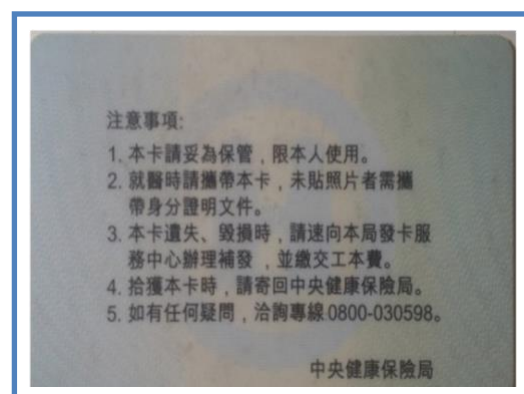 注意事項:
1. 本卡請妥為保管，限本人使用。
2. 就醫時請攜帶本卡，未貼照片者需攜
帶身分證明文件。
3. 本卡遺失、毀損時，請速向本局發卡服
務中心辦理補發，並繳交工本費。
4. 拾獲本卡時，請寄回中央健康保險局。
5. 如有任何疑問，洽詢專線0800-030598。
中央健康保險局